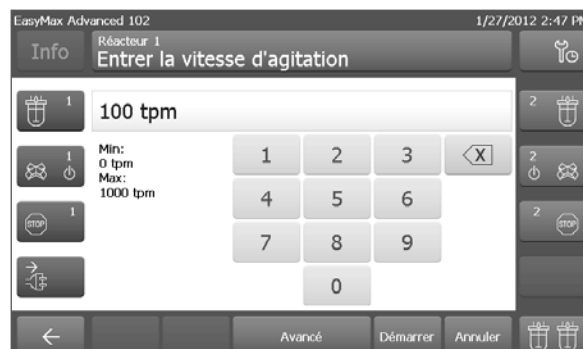 EasyMax Advanced 102 1/27/2012 2:47 PM
Info
Réacteur 1
Entrer la vitesse d'agitation
1 100 tpm 2
Min:
0 tpm
Max:
1000 tpm
1 2 3 X
1 2
4 5 6
1 STOP 2 STOP
7 8 9
0
Avancé Démarrer Annuler